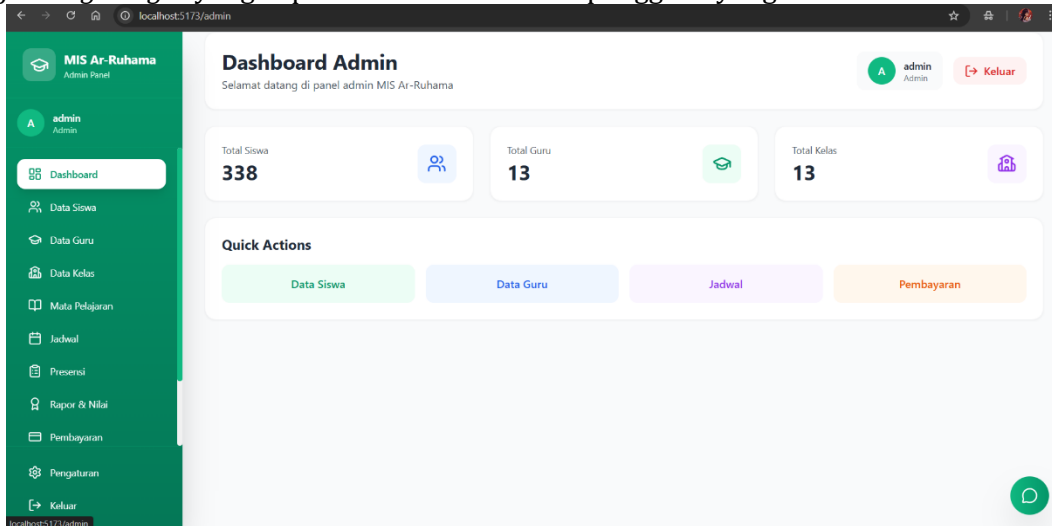 localhost:5173/admin
MIS Ar-Ruhama
Admin Panel
A
admin
Admin
Dashboard
Data Siswa
Data Guru
Data Kelas
Mata Pelajaran
Jadwal
Presensi
Rapor & Nilai
Pembayaran
Pengaturan
Keluar
localhost:5173/admin
Dashboard Admin
Selamat datang di panel admin MIS Ar-Ruhama
A
admin
Admin
Keluar
Total Siswa
338
Total Guru
13
Total Kelas
13
Quick Actions
Data Siswa
Data Guru
Jadwal
Pembayaran